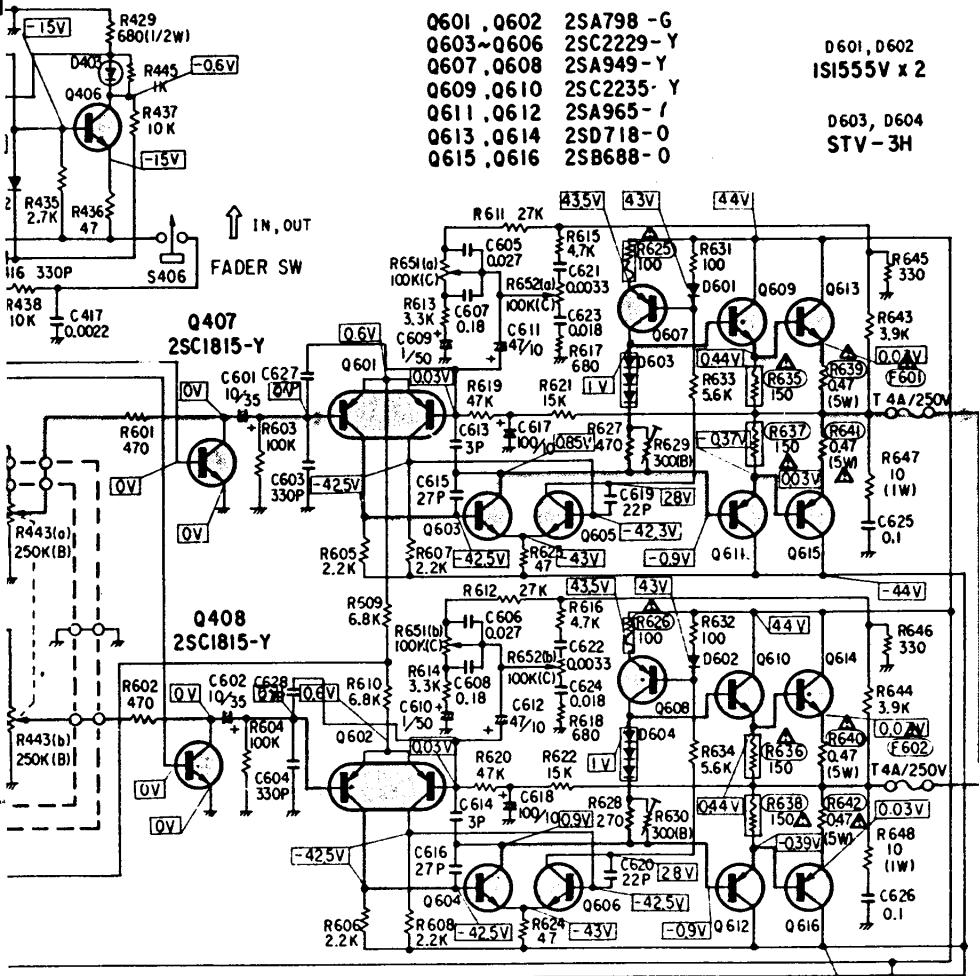 Q601 ,Q602 2SA798 -G
Q603~Q606 2SC2229-Y
Q607 ,Q608 2SA949-Y
Q609 ,Q610 2SC2235- Y
Q611 ,Q612 2SA965-
Q613 ,Q614 2SD718-O
Q615 ,Q616 2SB688-O
D601, D602
ISI555V x 2
D603, D604
STV-3H
-15V
R429
680(1/2W)
R445
1K
-0.6V
Q406
R437
10K
-15V
R435
2.7K
R436
47
IN, OUT
FADER SW
S406
330P
R438
10K
C417
0.0022
Q407
2SC1815-Y
R601
470
0V
C601
10/35
C627
R603
100K
C603
330P
0V
0V
R443(a)
250K(B)
Q408
2SC1815-Y
R602
470
0V
C602
10/35
C628
0.6V
R604
100K
C604
330P
0V
0V
R443(b)
250K(B)
R611 27K
R651(a)
100K(C)
C605
0.027
R613
3.3K
C607
0.18
C609
1/50
R652(a)
100K(C)
C611
47/10
R615
4.7K
C621
0.0033
C623
0.018
R617
680
0.6V
Q601
0.03V
R619
47K
R621
15K
C613
3P
C617
100/10
0.85V
-42.5V
C615
27P
Q603
-42.5V
Q605
R605
2.2K
R607
2.2K
47
-43V
C619
22P
28V
-42.3V
43.5V
43V
44V
R625
100
R631
100
D601
Q607
D603
1V
R627
470
R629
300(B)
R633
5.6K
Q609
Q613
0.44V
R635
150
R637
150
-0.37V
R639
0.47
(5W)
R641
0.47
(5W)
0.03V
-0.9V
Q611
Q615
R645
330
R643
3.9K
F601
T 4A/250V
R647
10
(1W)
C625
0.1
-44V
R509
6.8K
R610
6.8K
R612 27K
R651(b)
100K(C)
C606
0.027
R614
3.3K
C608
0.18
C610
1/50
R652(b)
100K(C)
C612
47/10
R616
4.7K
C622
0.0033
C624
0.018
R618
680
Q602
0.03V
R620
47K
R622
15K
C614
3P
C618
100/10
0.9V
-42.5V
C616
27P
Q604
-42.5V
Q606
R606
2.2K
R608
2.2K
R624
47
-43V
C620
22P
28V
-42.5V
43.5V
43V
44V
R626
100
R632
100
D602
Q608
D604
1V
R628
270
R630
300(B)
R634
5.6K
Q610
Q614
R636
150
0.44V
R638
150
-0.39V
R640
0.47
(5W)
R642
0.47
(5W)
0.03V
-0.9V
Q612
Q616
R646
330
R644
3.9K
F602
T 4A/250V
R648
10
(1W)
C626
0.1